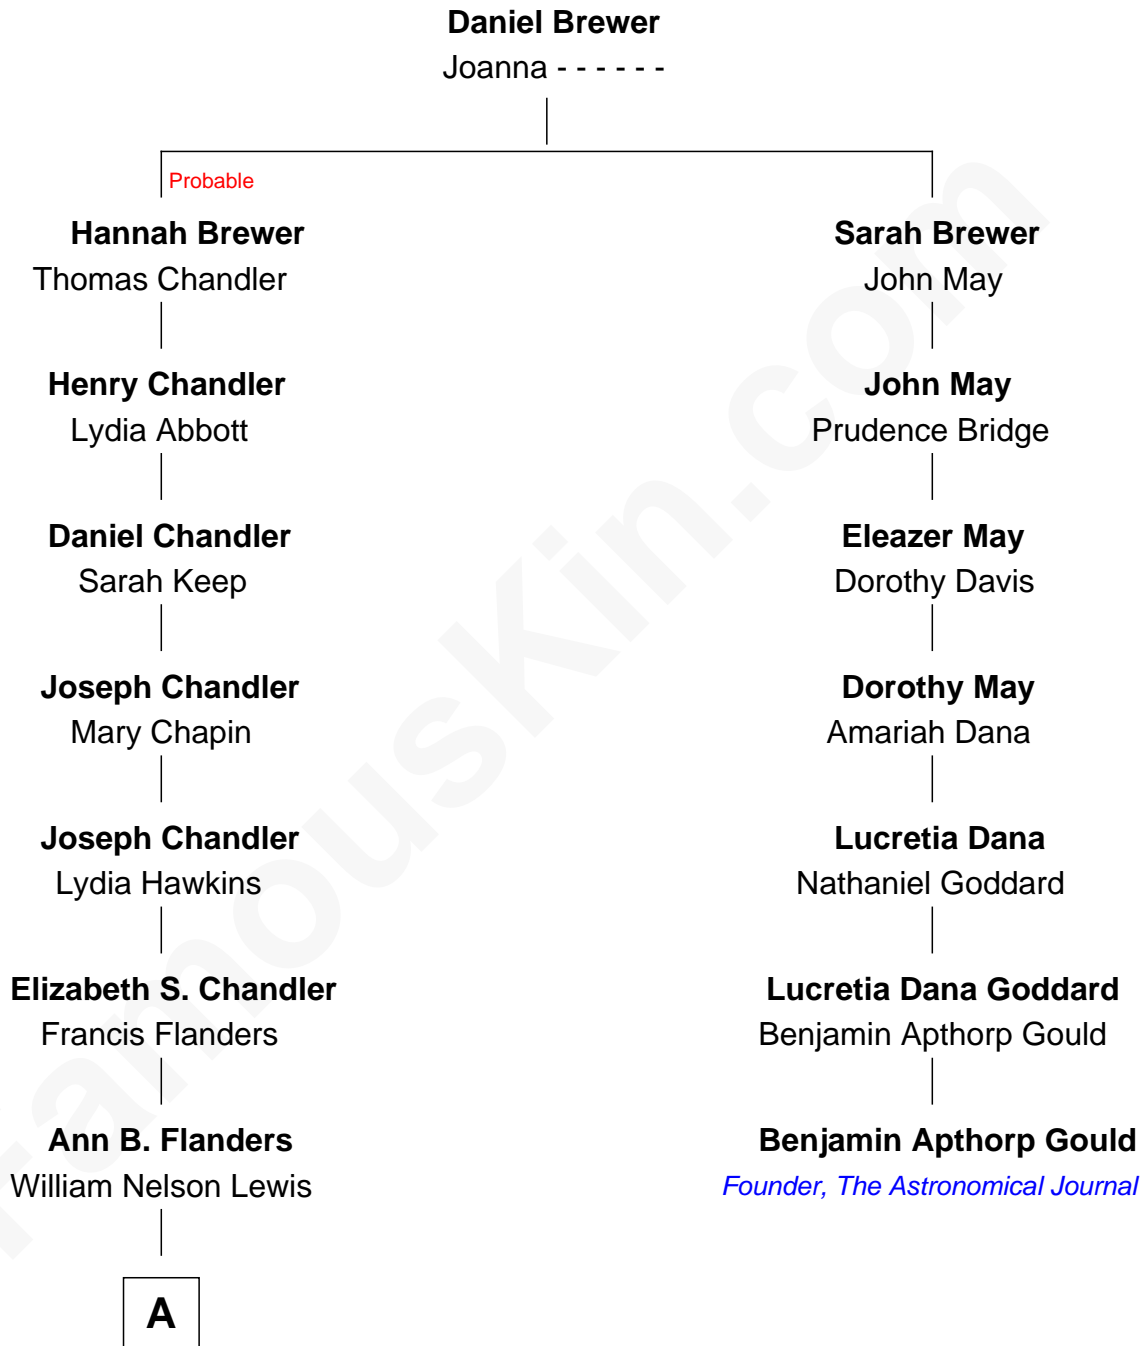 Daniel Brewer
Joanna - - - - - -
Probable
Hannah Brewer
Thomas Chandler
Henry Chandler
Lydia Abbott
Daniel Chandler
Sarah Keep
Joseph Chandler
Mary Chapin
Joseph Chandler
Lydia Hawkins
Elizabeth S. Chandler
Francis Flanders
Ann B. Flanders
William Nelson Lewis
A
Sarah Brewer
John May
John May
Prudence Bridge
Eleazer May
Dorothy Davis
Dorothy May
Amariah Dana
Lucretia Dana
Nathaniel Goddard
Lucretia Dana Goddard
Benjamin Apthorp Gould
Benjamin Apthorp Gould
Founder, The Astronomical Journal
FamousKin.com